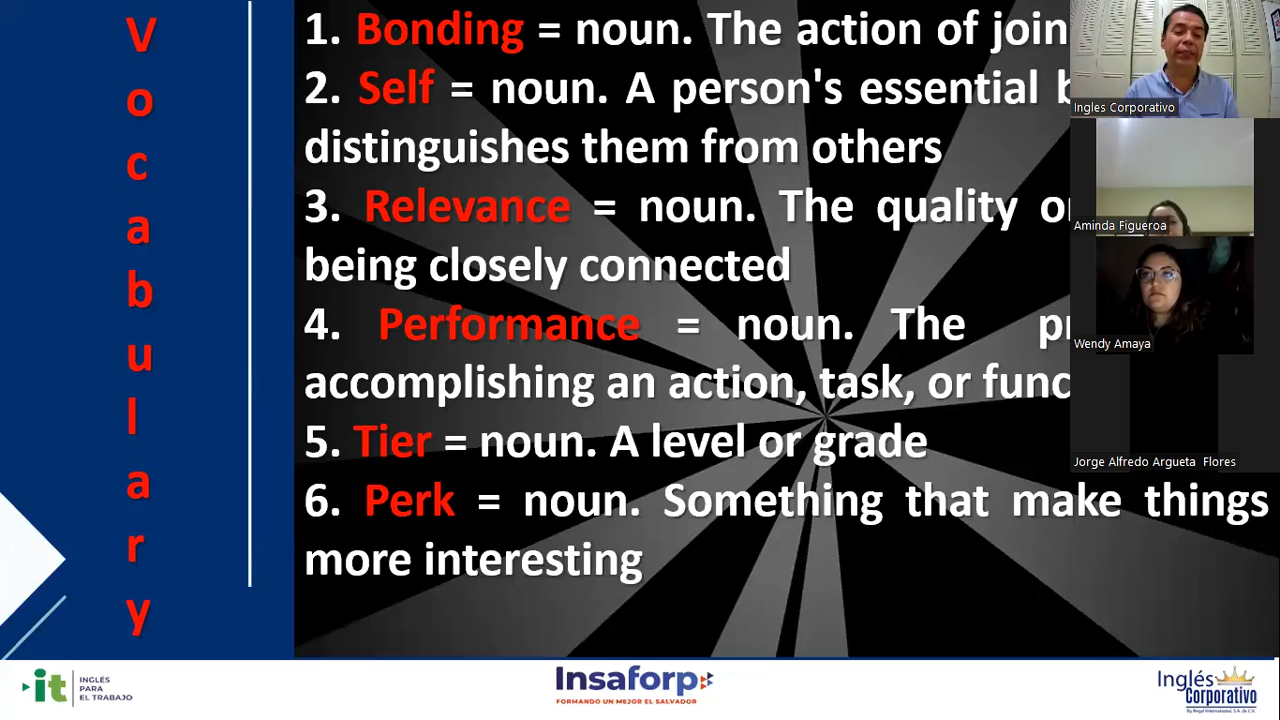 Vocabulary
1. Bonding = noun. The action of join
2. Self = noun. A person's essential
distinguishes them from others
3. Relevance = noun. The quality
being closely connected
4. Performance = noun. The
accomplishing an action, task, or func
5. Tier = noun. A level or grade
6. Perk = noun. Something that make things
more interesting
Ingles Corporativo
Aminda Figueroa
Wendy Amaya
Jorge Alfredo Argueta Flores
it INGLÉS
PARA
EL TRABAJO
Insaforp
FORMANDO UN MEJOR EL SALVADOR
Inglés
Corporativo
By Regal International, S.A. de C.V.